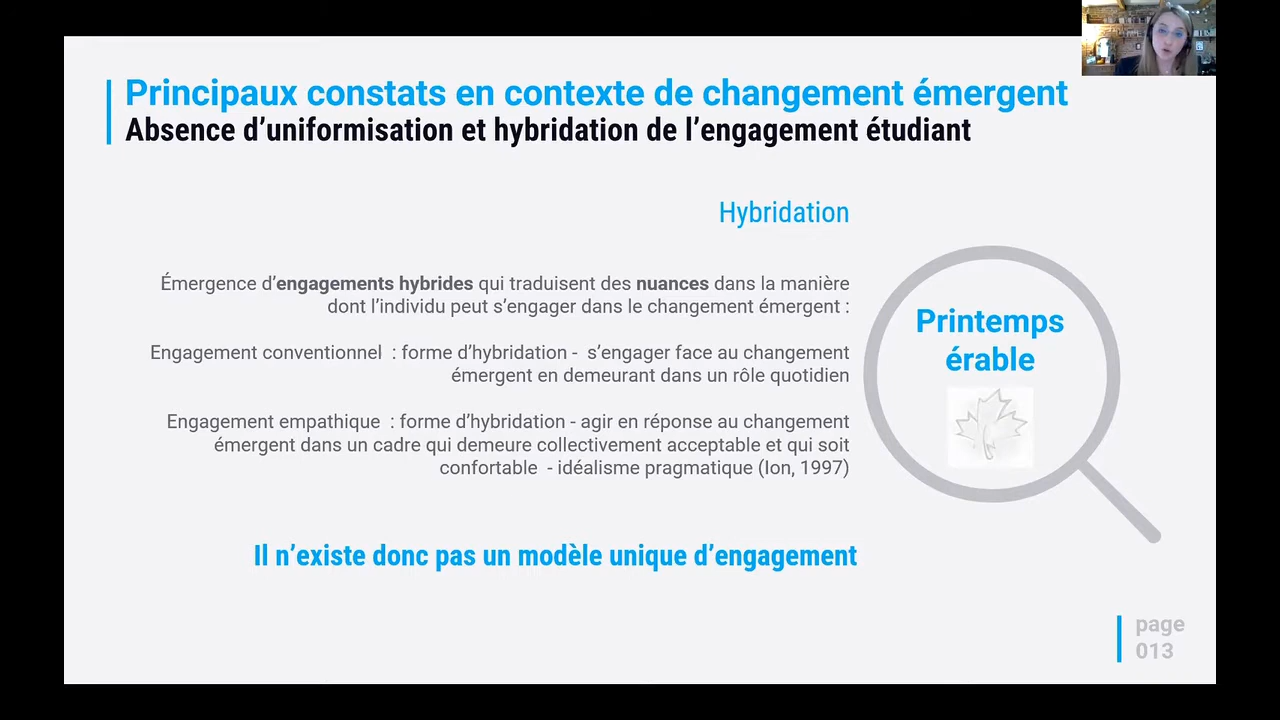 Principaux constats en contexte de changement émergent
Absence d’uniformisation et hybridation de l’engagement étudiant
Hybridation
Émergence d’engagements hybrides qui traduisent des nuances dans la manière
dont l’individu peut s’engager dans le changement émergent :
Engagement conventionnel  : forme d’hybridation -  s’engager face au changement
émergent en demeurant dans un rôle quotidien
Engagement empathique  : forme d’hybridation - agir en réponse au changement
émergent dans un cadre qui demeure collectivement acceptable et qui soit
confortable  - idéalisme pragmatique (Ion, 1997)
Printemps
érable
Il n’existe donc pas un modèle unique d’engagement
page
013